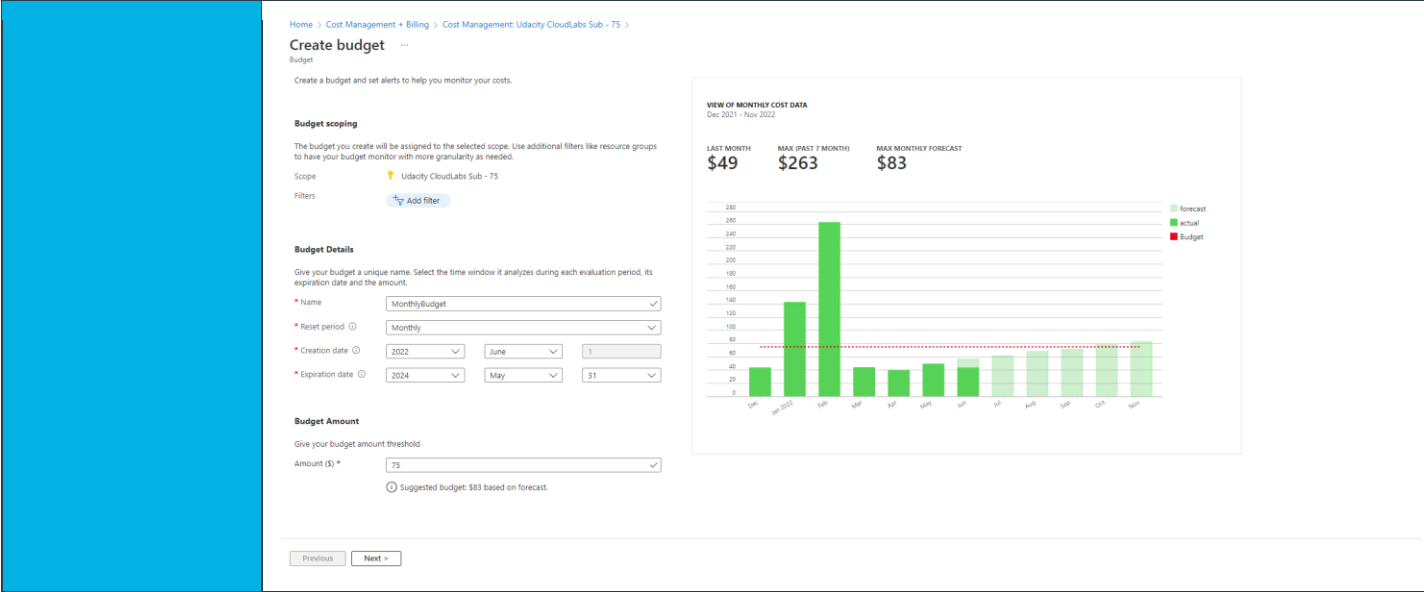 Home > Cost Management + Billing > Cost Management: Udacity CloudLabs Sub - 75 >
Create budget ...
Budget
Create a budget and set alerts to help you monitor your costs.
Budget scoping
The budget you create will be assigned to the selected scope. Use additional filters like resource groups
to have your budget monitor with more granularity as needed.
Scope Udacity CloudLabs Sub - 75
Filters Add filter
Budget Details
Give your budget a unique name. Select the time window it analyzes during each evaluation period, its
expiration date and the amount.
* Name MonthlyBudget
* Reset period Monthly
* Creation date 2022 June 1
* Expiration date 2024 May 31
Budget Amount
Give your budget amount threshold
Amount ($) * 75
Suggested budget: $83 based on forecast.
Previous Next >
VIEW OF MONTHLY COST DATA
Dec 2021 - Nov 2022
LAST MONTH MAX (PAST 7 MONTH) MAX MONTHLY FORECAST
$49 $263 $83
280
260
240
220
200
180
160
140
120
100
80
60
40
20
0
Dec Jan 2022 Feb Mar Apr May Jun Jul Aug Sep Oct Nov
forecast
actual
Budget